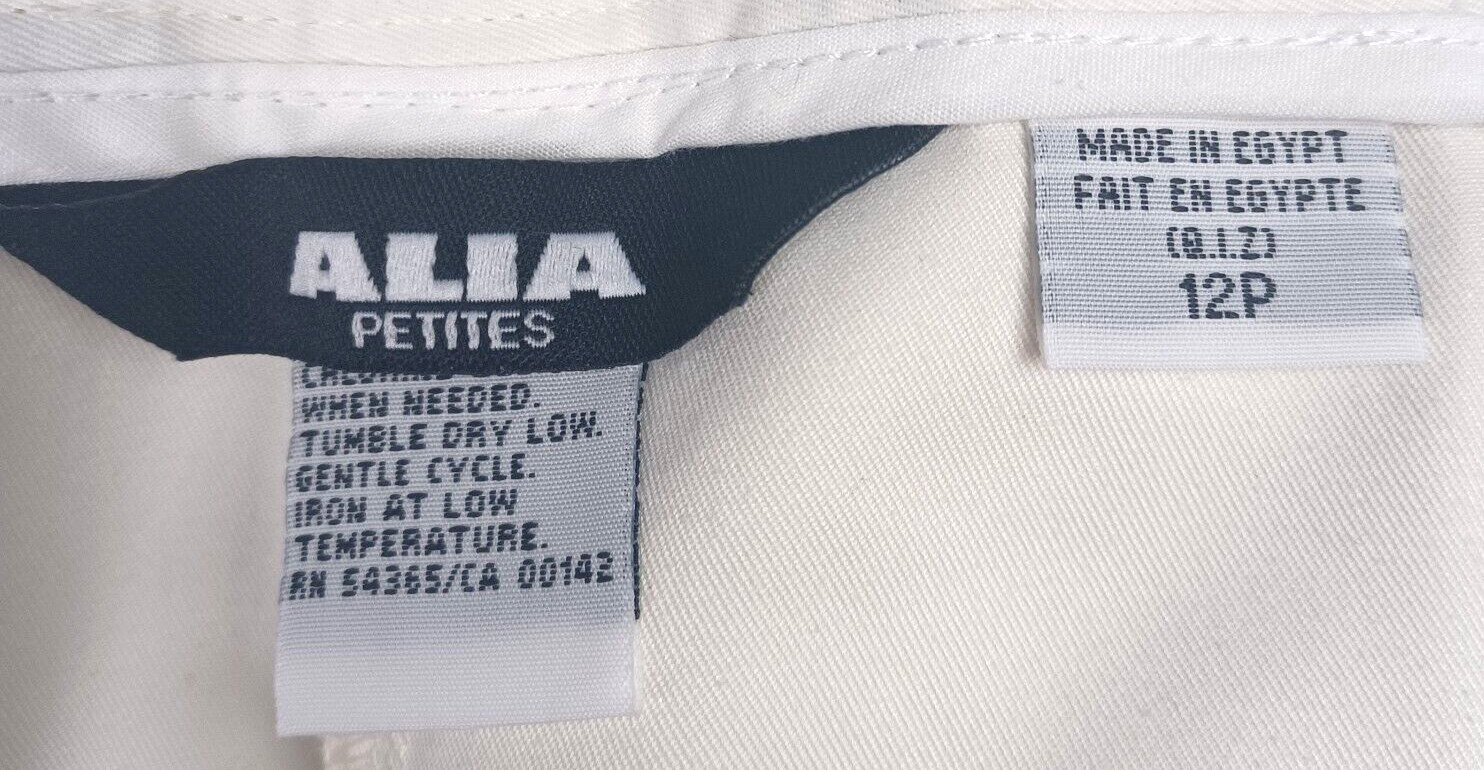 ALIA
PETITES
WHEN NEEDED.
TUMBLE DRY LOW.
GENTLE CYCLE.
IRON AT LOW
TEMPERATURE.
RN 54365/CA 00142
MADE IN EGYPT
FAIT EN EGYPTE
(Q.I.Z)
12P